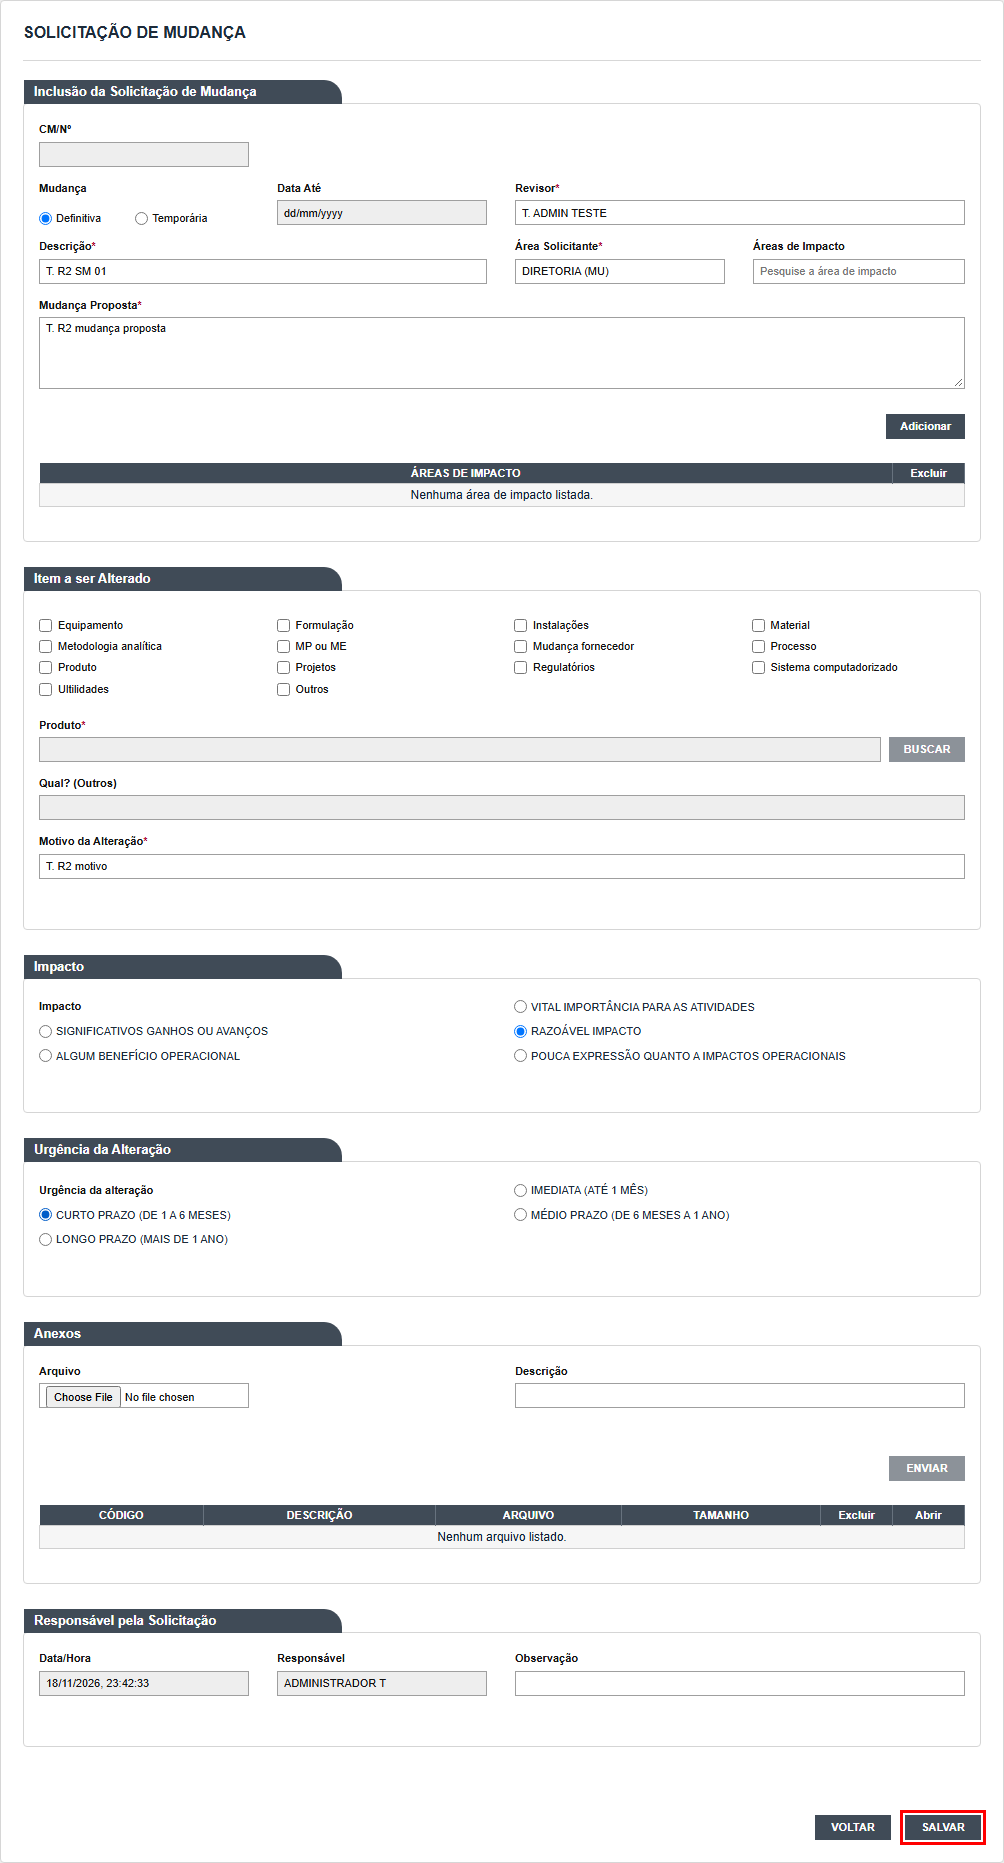 SOLICITAÇÃO DE MUDANÇA
Inclusão da Solicitação de Mudança
CM/Nº
Mudança Data Até Revisor*
Definitiva Temporária dd/mm/yyyy T. ADMIN TESTE
Descrição* Área Solicitante* Áreas de Impacto
T. R2 SM 01 DIRETORIA (MU) Pesquise a área de impacto
Mudança Proposta*
T. R2 mudança proposta
Adicionar
ÁREAS DE IMPACTO Excluir
Nenhuma área de impacto listada.
Item a ser Alterado
Equipamento Formulação Instalações Material
Metodologia analítica MP ou ME Mudança fornecedor Processo
Produto Projetos Regulatórios Sistema computadorizado
Ultilidades Outros
Produto*
BUSCAR
Qual? (Outros)
Motivo da Alteração*
T. R2 motivo
Impacto
Impacto VITAL IMPORTÂNCIA PARA AS ATIVIDADES
SIGNIFICATIVOS GANHOS OU AVANÇOS RAZOÁVEL IMPACTO
ALGUM BENEFÍCIO OPERACIONAL POUCA EXPRESSÃO QUANTO A IMPACTOS OPERACIONAIS
Urgência da Alteração
Urgência da alteração IMEDIATA (ATÉ 1 MÊS)
CURTO PRAZO (DE 1 A 6 MESES) MÉDIO PRAZO (DE 6 MESES A 1 ANO)
LONGO PRAZO (MAIS DE 1 ANO)
Anexos
Arquivo Descrição
Choose File No file chosen
ENVIAR
CÓDIGO DESCRIÇÃO ARQUIVO TAMANHO Excluir Abrir
Nenhum arquivo listado.
Responsável pela Solicitação
Data/Hora Responsável Observação
18/11/2026, 23:42:33 ADMINISTRADOR T
VOLTAR SALVAR